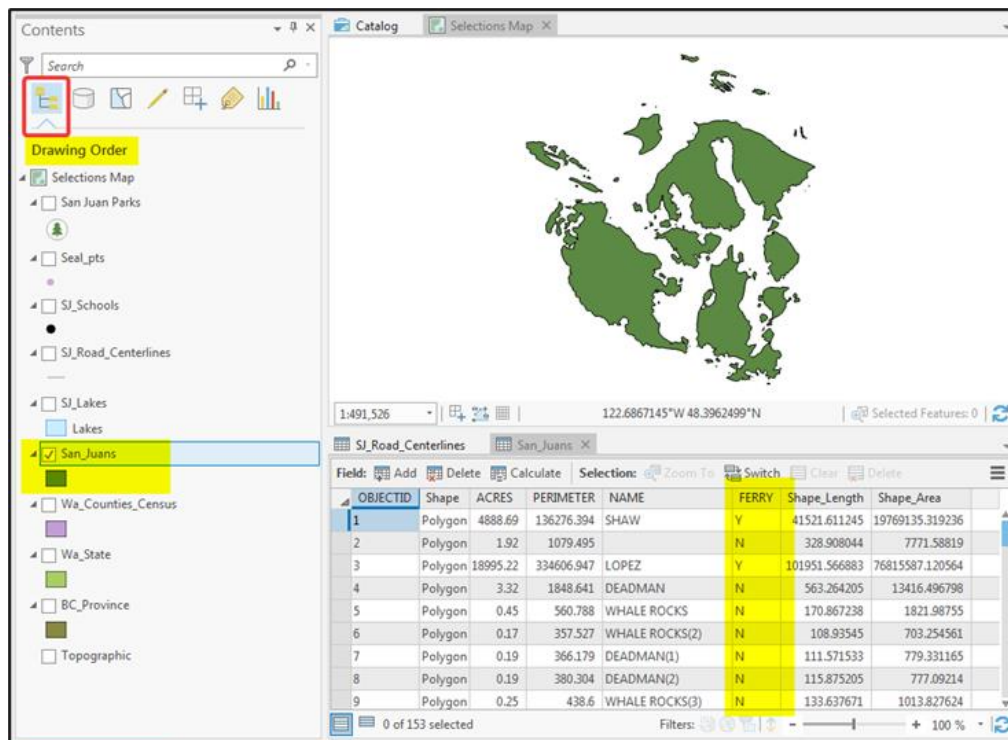 Contents
Search
Drawing Order
Selections Map
San Juan Parks
Seal_pts
SJ_Schools
SJ_Road_Centerlines
SJ_Lakes
Lakes
San_Juans
Wa_Counties_Census
Wa_State
BC_Province
Topographic
Catalog
Selections Map
1:491,526
122.6867145°W 48.3962499°N
Selected Features: 0
SJ_Road_Centerlines
San_Juans
Field: Add Delete Calculate Selection: Zoom To Switch Clear Delete
OBJECTID Shape ACRES PERIMETER NAME FERRY Shape_Length Shape_Area
1 Polygon 4888.69 136276.394 SHAW Y 41521.611245 19769135.319236
2 Polygon 1.92 1079.495 N 328.908044 7771.58819
3 Polygon 18995.22 334606.947 LOPEZ Y 101951.566883 76815587.120564
4 Polygon 3.32 1848.641 DEADMAN N 563.264205 13416.496798
5 Polygon 0.45 560.788 WHALE ROCKS N 170.867238 1821.98755
6 Polygon 0.17 357.527 WHALE ROCKS(2) N 108.93545 703.254561
7 Polygon 0.19 366.179 DEADMAN(1) N 111.571533 779.331165
8 Polygon 0.19 380.304 DEADMAN(2) N 115.875205 777.09214
9 Polygon 0.25 438.6 WHALE ROCKS(3) N 133.637671 1013.827624
0 of 153 selected
Filters:
- + 100 %